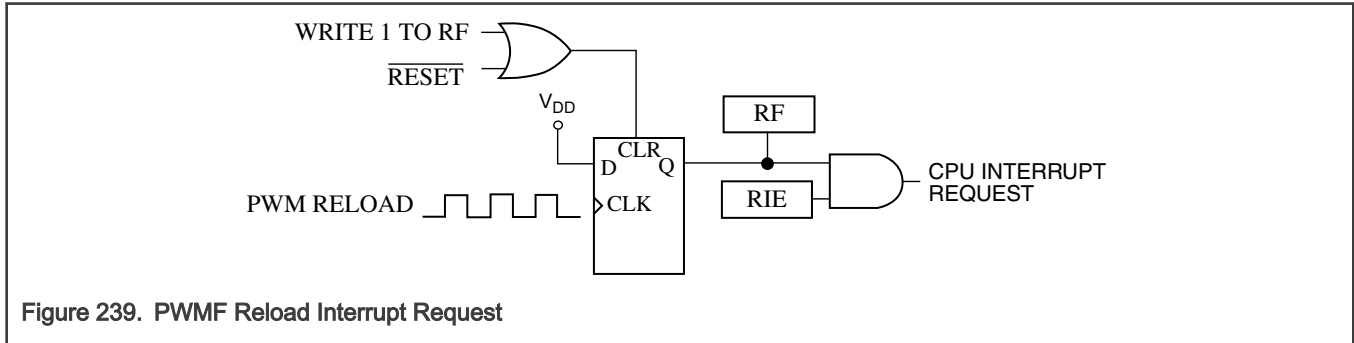 WRITE 1 TO RF
RESET
V_DD
RF
CLR
D
Q
CPU INTERRUPT
REQUEST
PWM RELOAD
CLK
RIE
Figure 239. PWMF Reload Interrupt Request